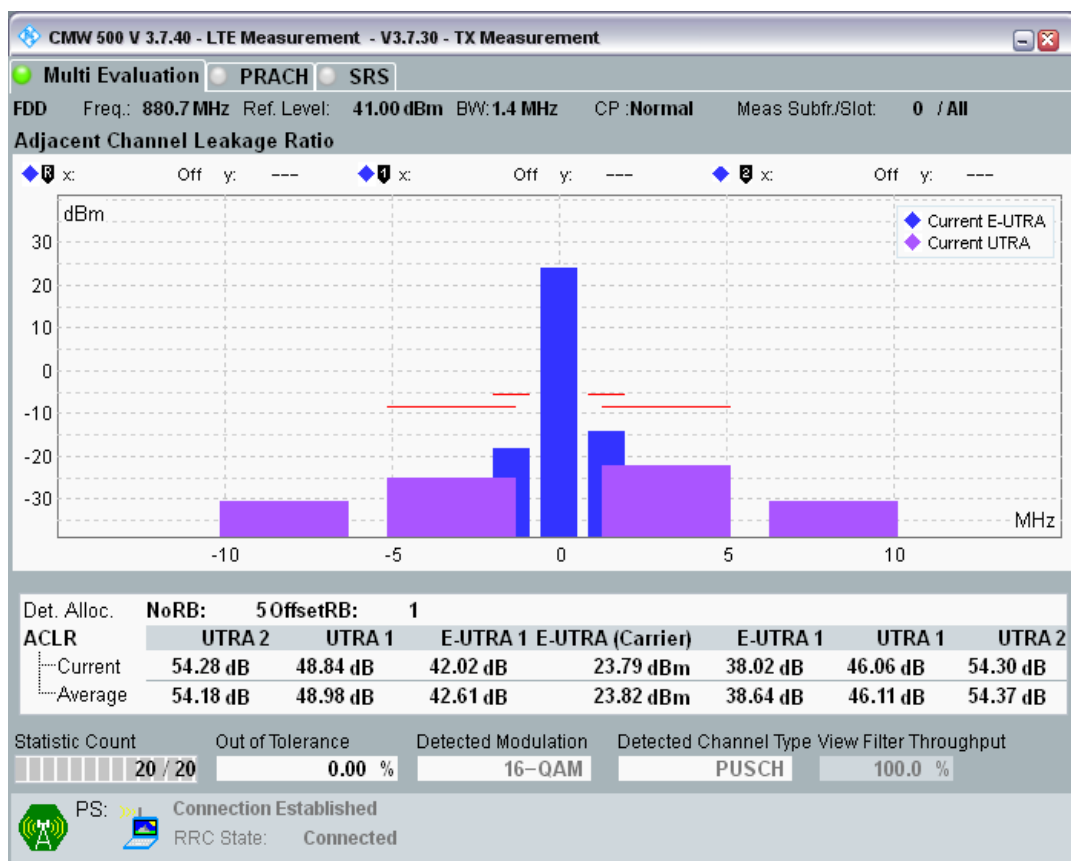 CMW 500 V 3.7.40 - LTE Measurement - V3.7.30 - TX Measurement
Multi Evaluation PRACH SRS
FDD Freq.: 880.7 MHz Ref. Level: 41.00 dBm BW: 1.4 MHz CP :Normal Meas Subfr./Slot: 0 / All
Adjacent Channel Leakage Ratio
R x: Off y: --- 1 x: Off y: --- 2 x: Off y: ---
dBm
Current E-UTRA
Current UTRA
30
20
10
0
-10
-20
-30
MHz
-10 -5 0 5 10
Det. Alloc. NoRB: 5 OffsetRB: 1
ACLR UTRA 2 UTRA 1 E-UTRA 1 E-UTRA (Carrier) E-UTRA 1 UTRA 1 UTRA 2
Current 54.28 dB 48.84 dB 42.02 dB 23.79 dBm 38.02 dB 46.06 dB 54.30 dB
Average 54.18 dB 48.98 dB 42.61 dB 23.82 dBm 38.64 dB 46.11 dB 54.37 dB
Statistic Count Out of Tolerance Detected Modulation Detected Channel Type View Filter Throughput
20 / 20 0.00 % 16-QAM PUSCH 100.0 %
PS: Connection Established
RRC State: Connected